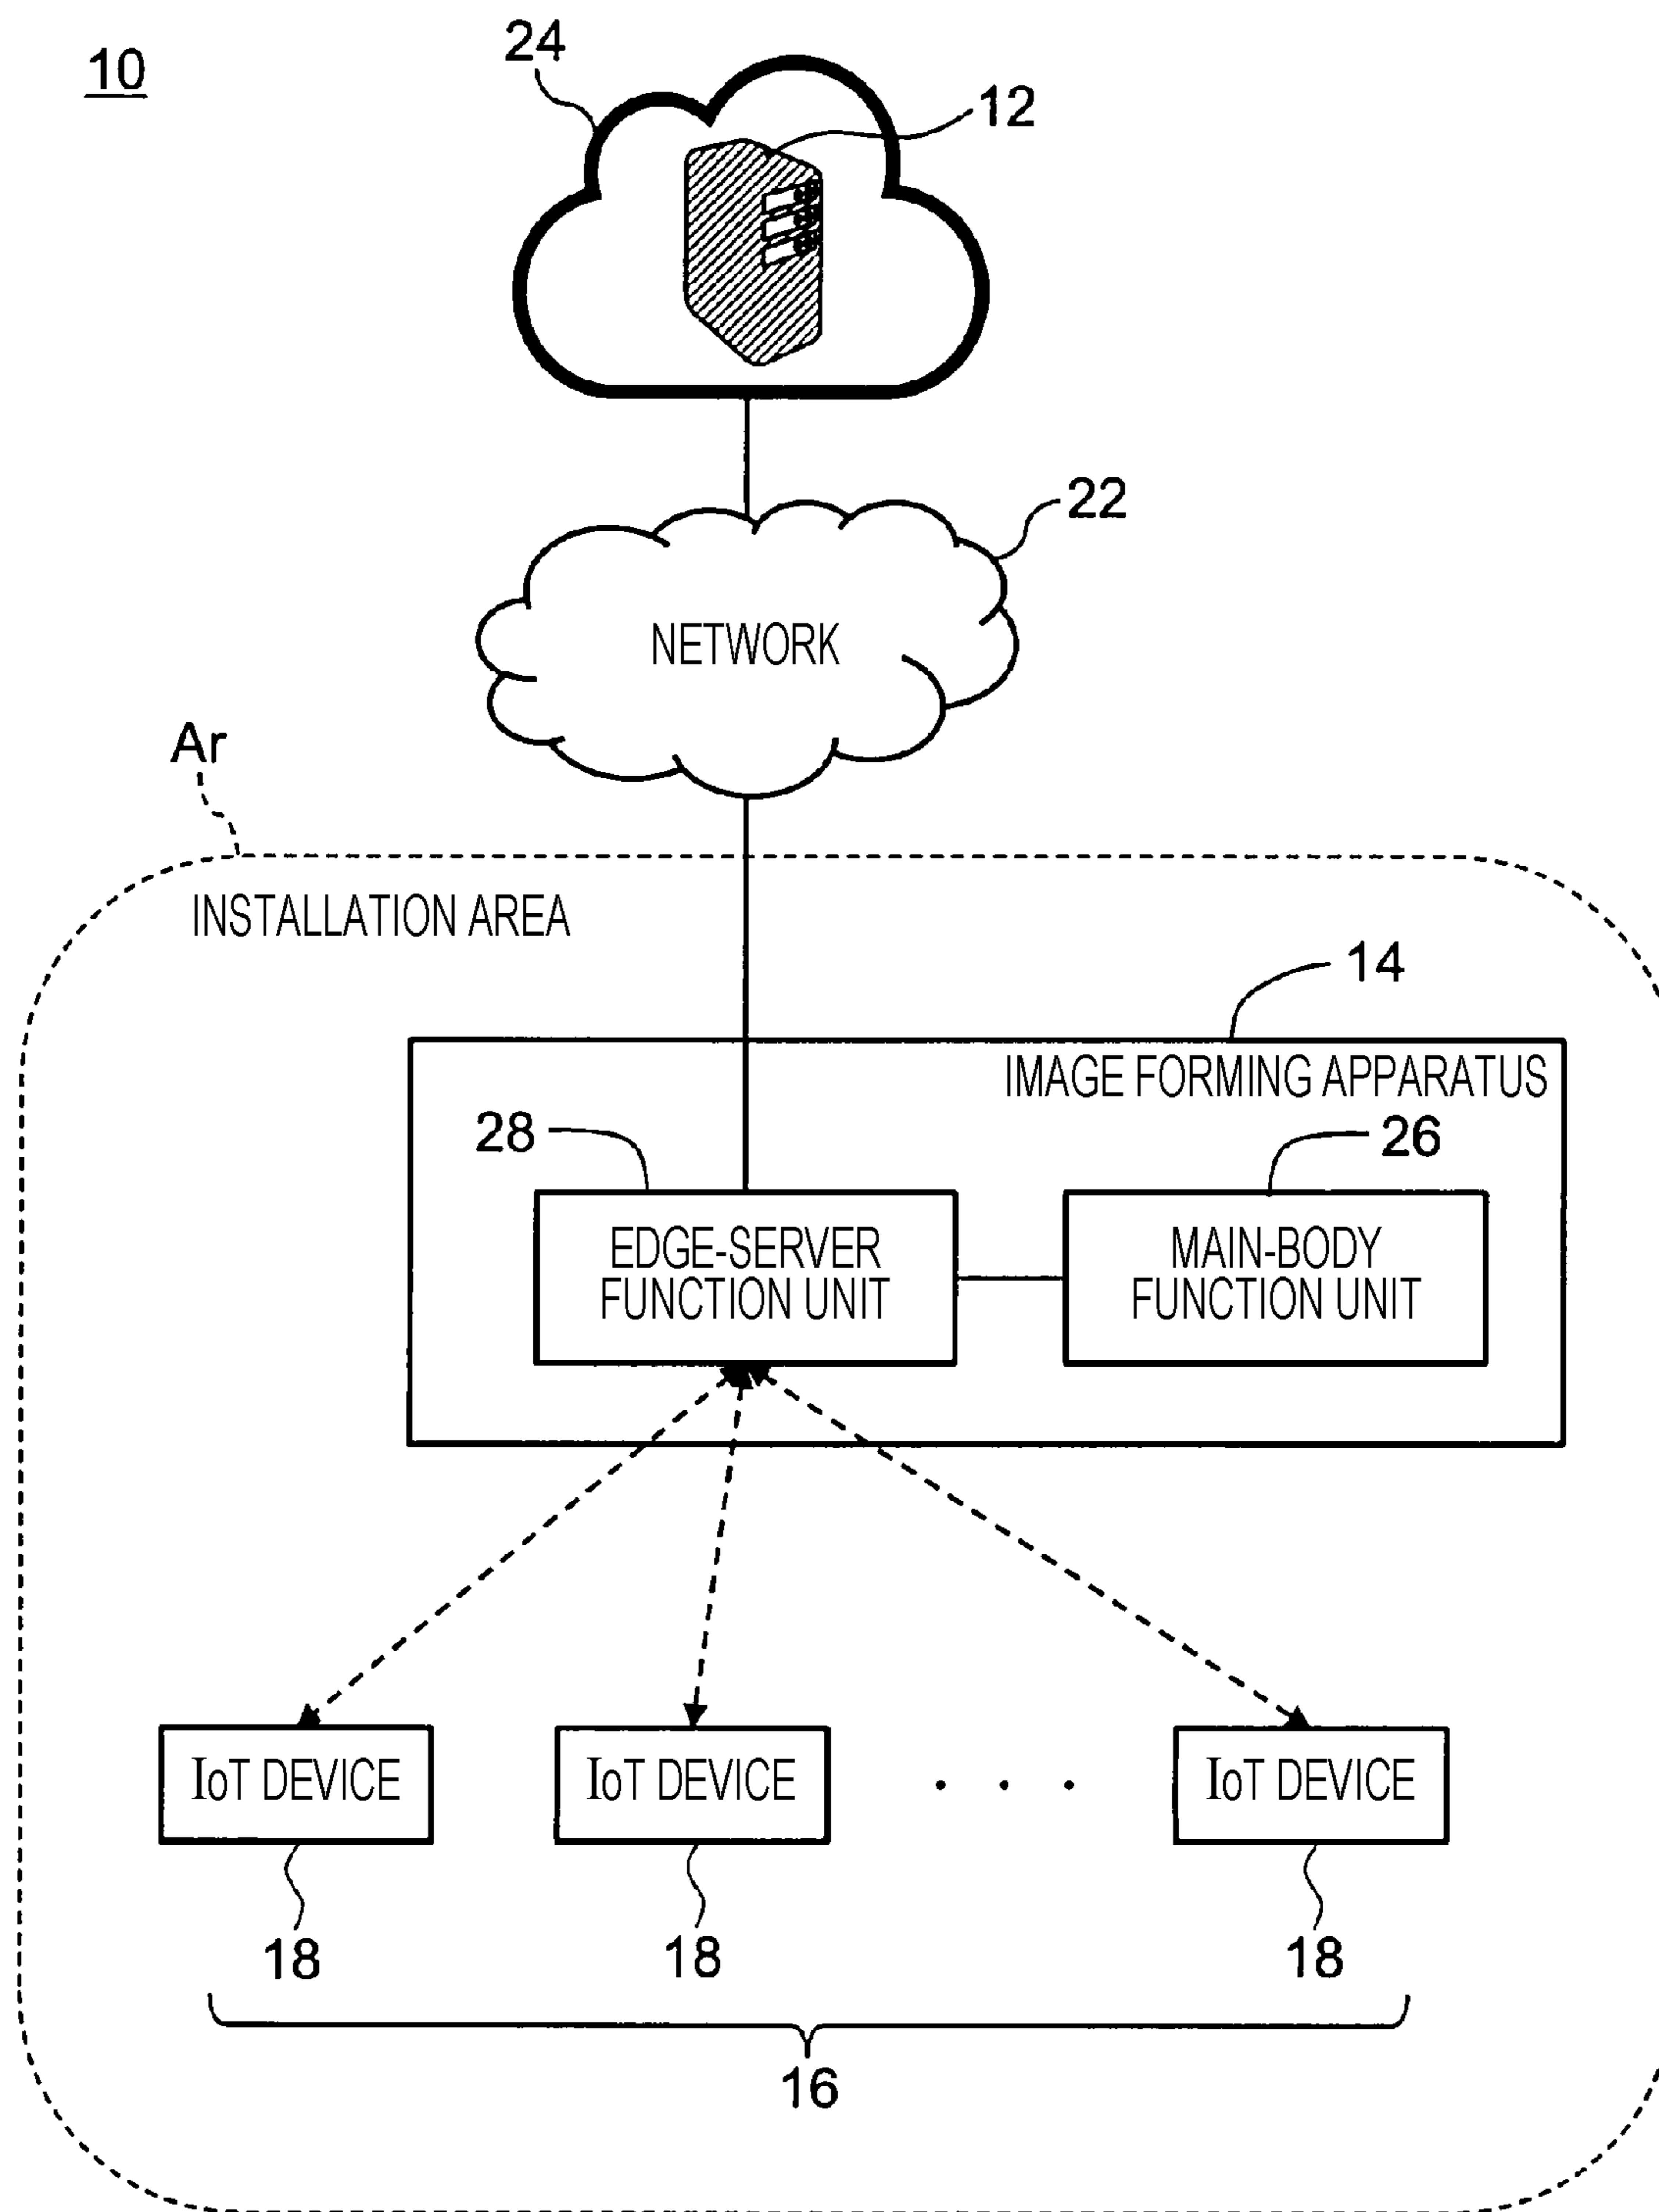 10
24
12
22
NETWORK
Ar
INSTALLATION AREA
14
IMAGE FORMING APPARATUS
28
26
EDGE-SERVER
FUNCTION UNIT
MAIN-BODY
FUNCTION UNIT
IoT DEVICE
IoT DEVICE
. . .
IoT DEVICE
18
18
18
16